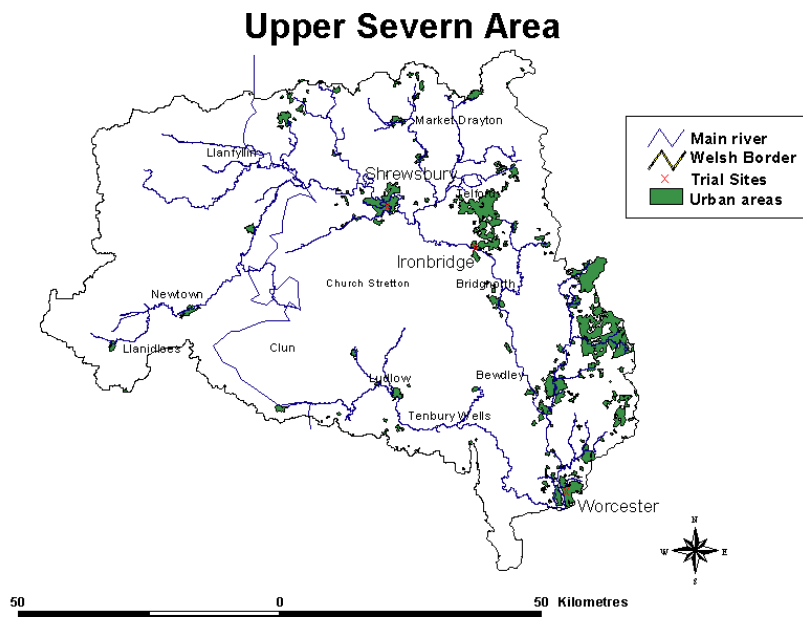 Upper Severn Area
Market Drayton
Llanfyllin
Shrewsbury
Telford
Ironbridge
Church Stretton
Bridgnorth
Newtown
Llanidloes
Clun
Ludlow
Bewdley
Tenbury Wells
Worcester
Main river
Welsh Border
Trial Sites
Urban areas
N
W E
S
50 0 50 Kilometres